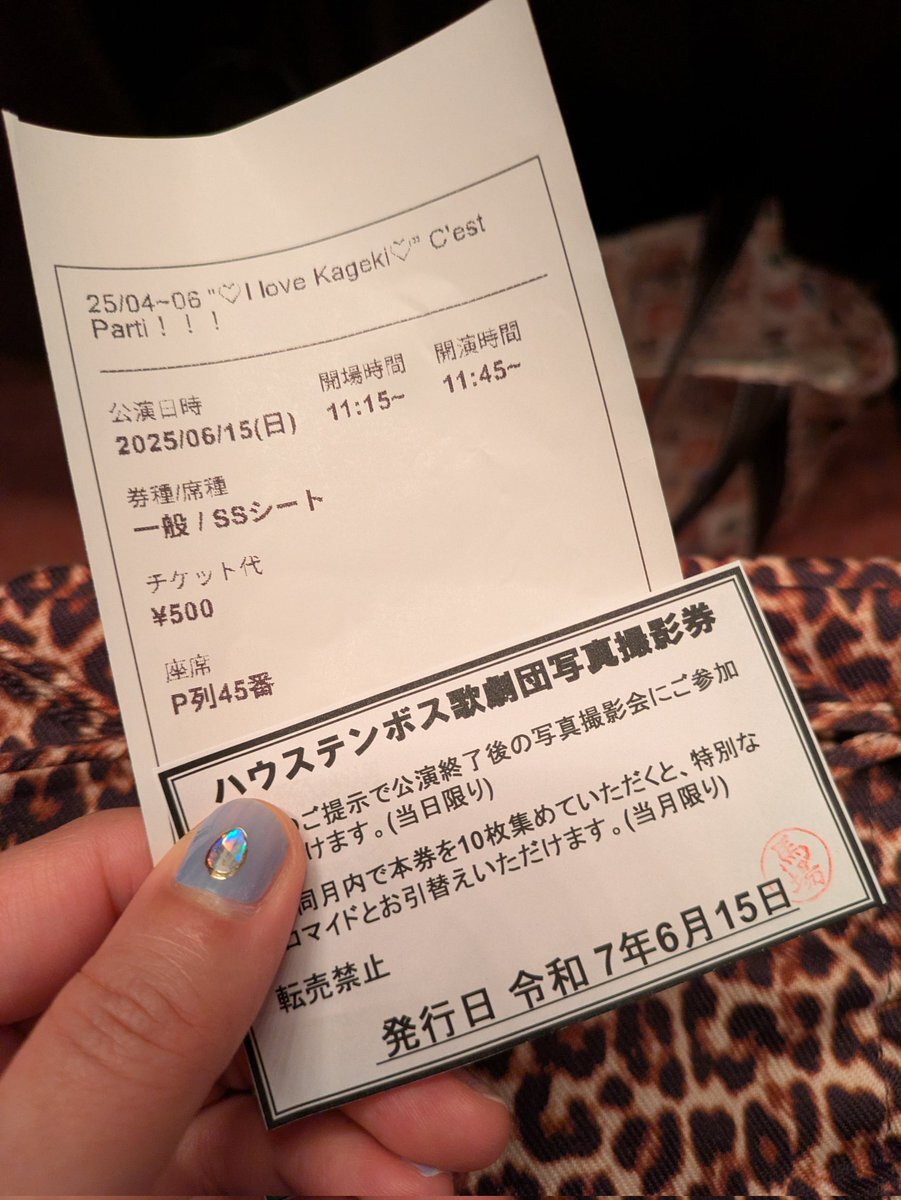 25/04~06 "♡I love Kageki♡" C'est
Parti！！！
公演日時
2025/06/15(日)
開場時間
11:15~
開演時間
11:45~
券種/席種
一般 / SSシート
チケット代
¥500
座席
P列45番
ハウステンボス歌劇団写真撮影券
ご提示で公演終了後の写真撮影会にご参加
けます。(当日限り)
同月内で本券を10枚集めていただくと、特別な
ロマイドとお引替えいただけます。(当月限り)
転売禁止
発行日 令和 7年6月15日
馬場